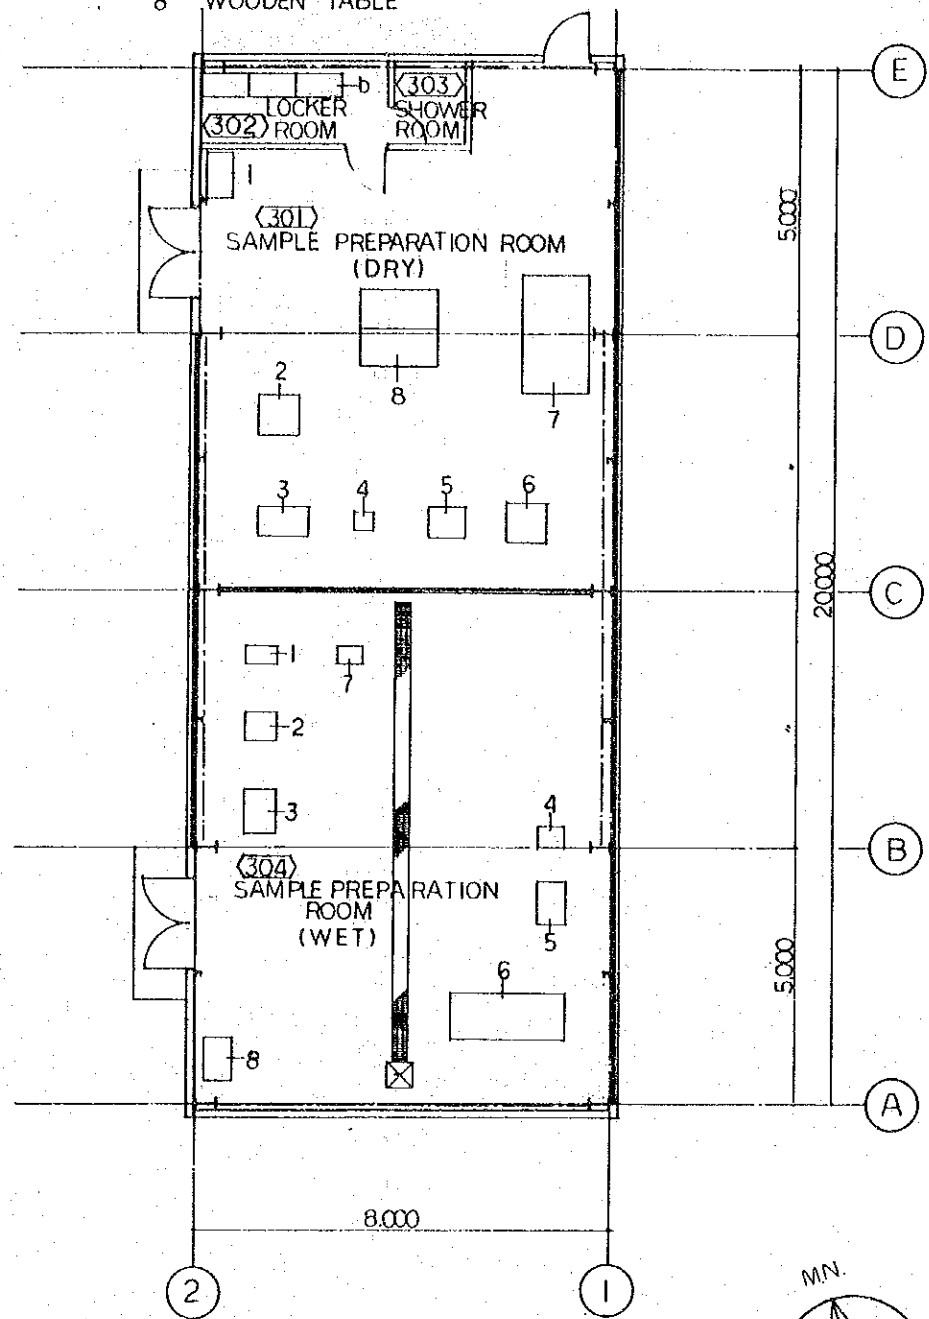 8 WOODEN TABLE
E
b
303
LOCKER
SHOWER
302
ROOM
ROOM
1
301
SAMPLE PREPARATION ROOM
(DRY)
5.000
D
2
8
7
3
4
5
6
20000
C
1
7
2
3
4
B
304
SAMPLE PREPARATION
ROOM
(WET)
5
5.000
6
8
A
8.000
2
1
M.N.